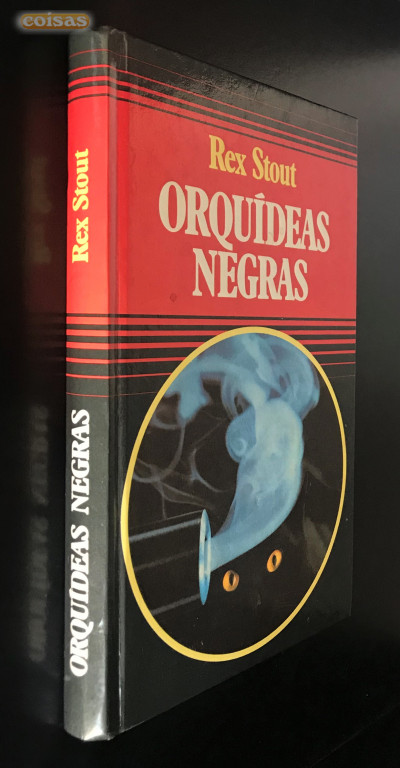 coisas
Rex Stout
ORQUÍDEAS
NEGRAS
Rex Stout
ORQUÍDEAS NEGRAS